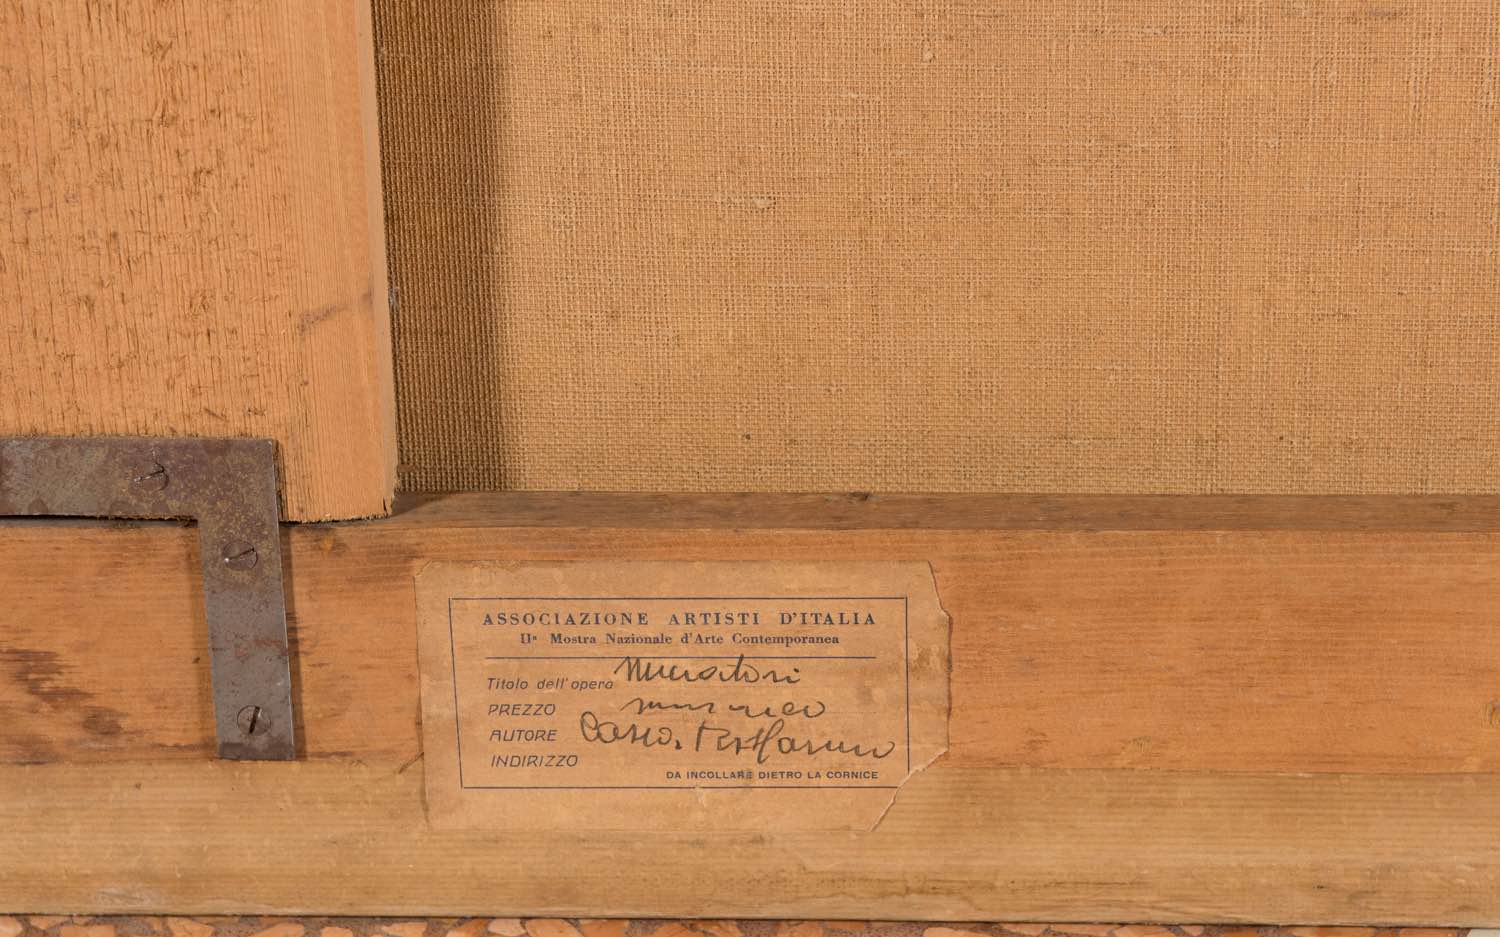 ASSOCIAZIONE ARTISTI D'ITALIA
IIª Mostra Nazionale d'Arte Contemporanea
Titolo dell'opera Muratori
PREZZO
AUTORE
INDIRIZZO
DA INCOLLARE DIETRO LA CORNICE